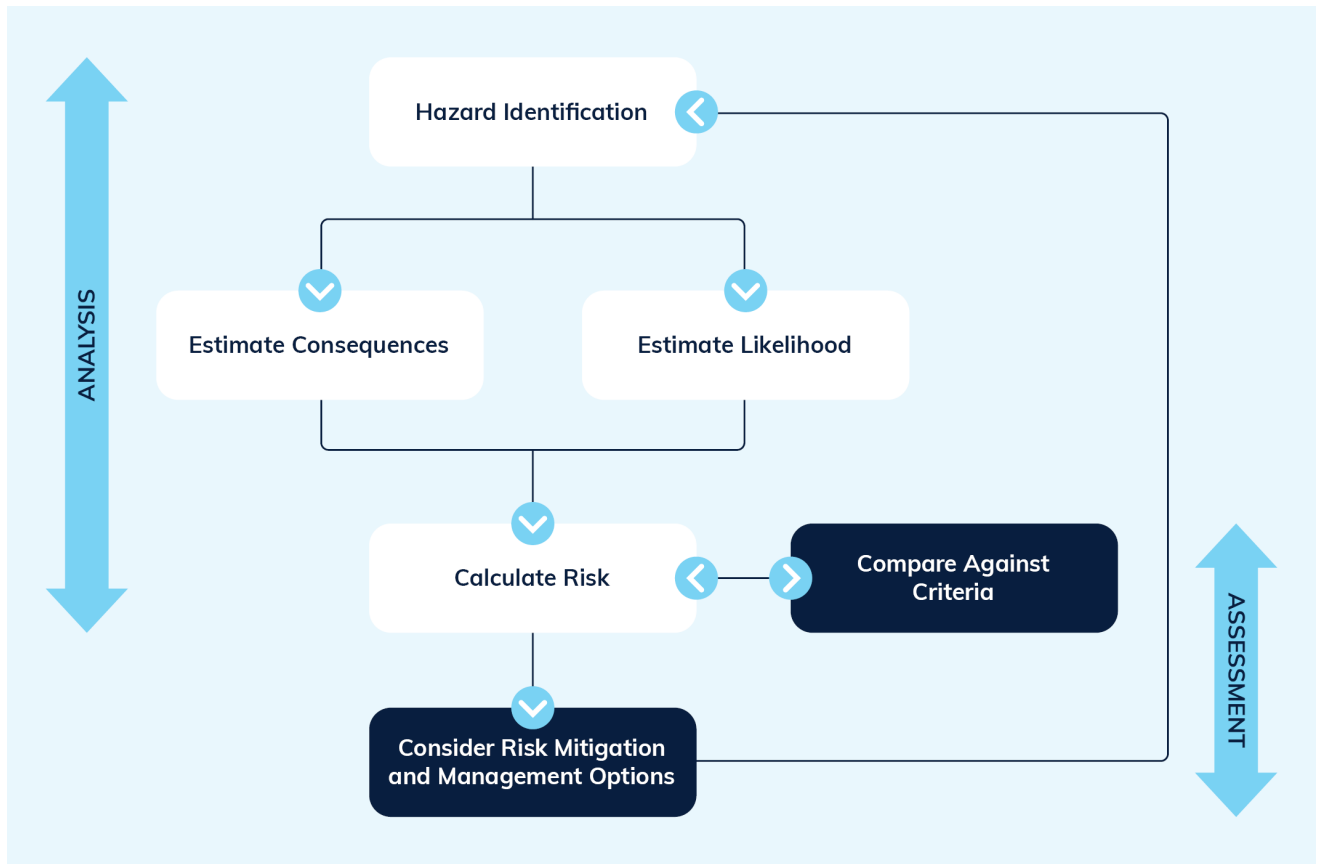 Hazard Identification
ANALYSIS
Estimate Consequences
Estimate Likelihood
Calculate Risk
Compare Against
Criteria
ASSESSMENT
Consider Risk Mitigation
and Management Options